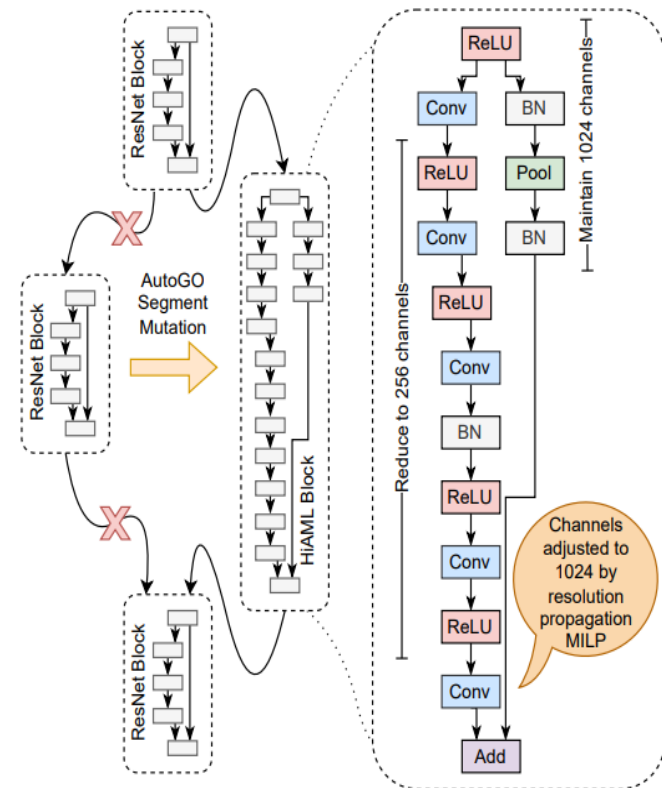 ResNet Block
ResNet Block
ResNet Block
AutoGO
Segment
Mutation
HiAML Block
ReLU
Conv
BN
ReLU
Pool
Conv
BN
ReLU
Conv
BN
ReLU
Conv
ReLU
Conv
Add
Maintain 1024 channels
Reduce to 256 channels
Channels
adjusted to
1024 by
resolution
propagation
MILP